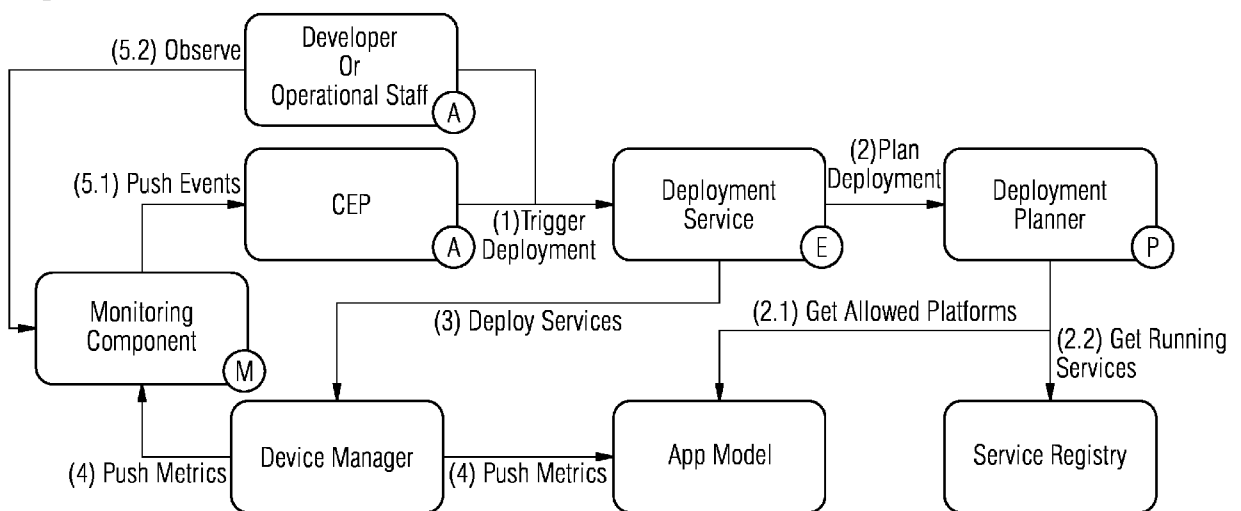 (5.2) Observe
Developer
Or
Operational Staff
A
(5.1) Push Events
CEP
A
(1)Trigger
Deployment
Deployment
Service
E
(2)Plan
Deployment
Deployment
Planner
P
Monitoring
Component
M
(3) Deploy Services
(2.1) Get Allowed Platforms
(2.2) Get Running
Services
(4) Push Metrics
Device Manager
(4) Push Metrics
App Model
Service Registry